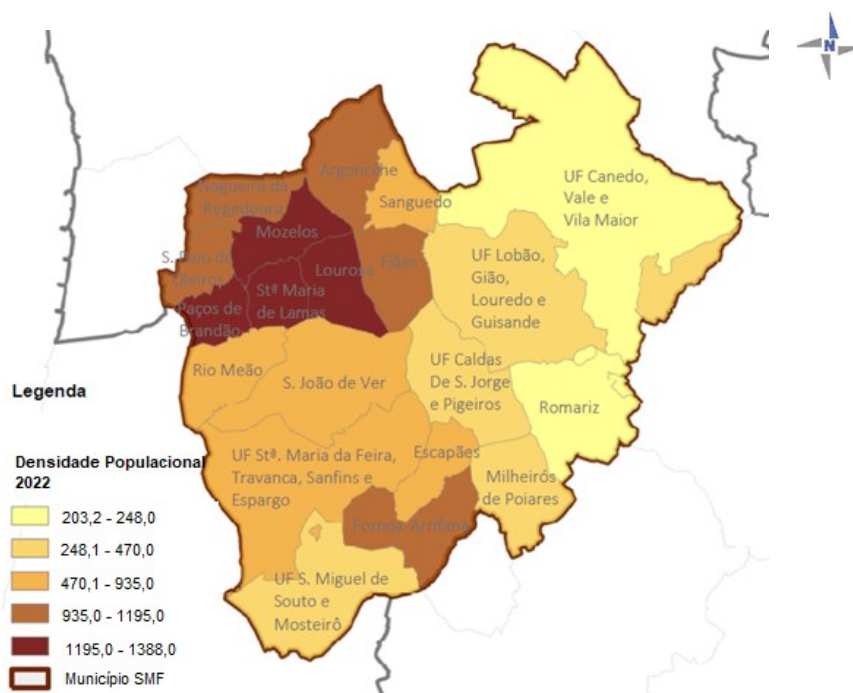 N
Argoncilhe
Nogueira da
Regedoura
Sanguedo
UF Canedo,
Vale e
Vila Maior
Mozelos
S. Paio de
Oleiros
Lourosa
Fiães
UF Lobão,
Gião,
Louredo e
Guisande
Stª Maria
de Lamas
Paços de
Brandão
Rio Meão
S. João de Ver
UF Caldas
De S. Jorge
e Pigeiros
Romariz
Escapães
UF Stª. Maria da Feira,
Travanca, Sanfins e
Espargo
Milheirós
de Poiares
Fornos
Arrifana
UF S. Miguel de
Souto e
Mosteirô
Legenda
Densidade Populacional
2022
203,2 - 248,0
248,1 - 470,0
470,1 - 935,0
935,0 - 1195,0
1195,0 - 1388,0
Município SMF